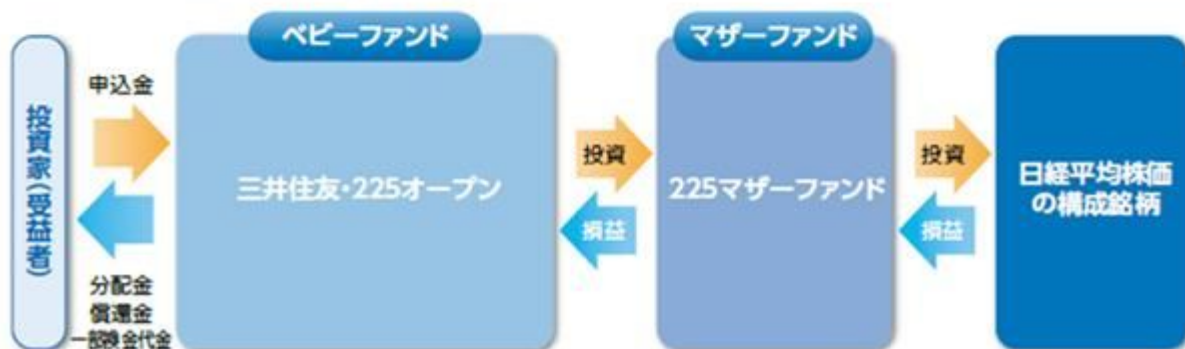 ベビーファンド
マザーファンド
投資家(受益者)
申込金
分配金
償還金
一部換金代金
三井住友・225オープン
投資
損益
225マザーファンド
投資
損益
日経平均株価
の構成銘柄